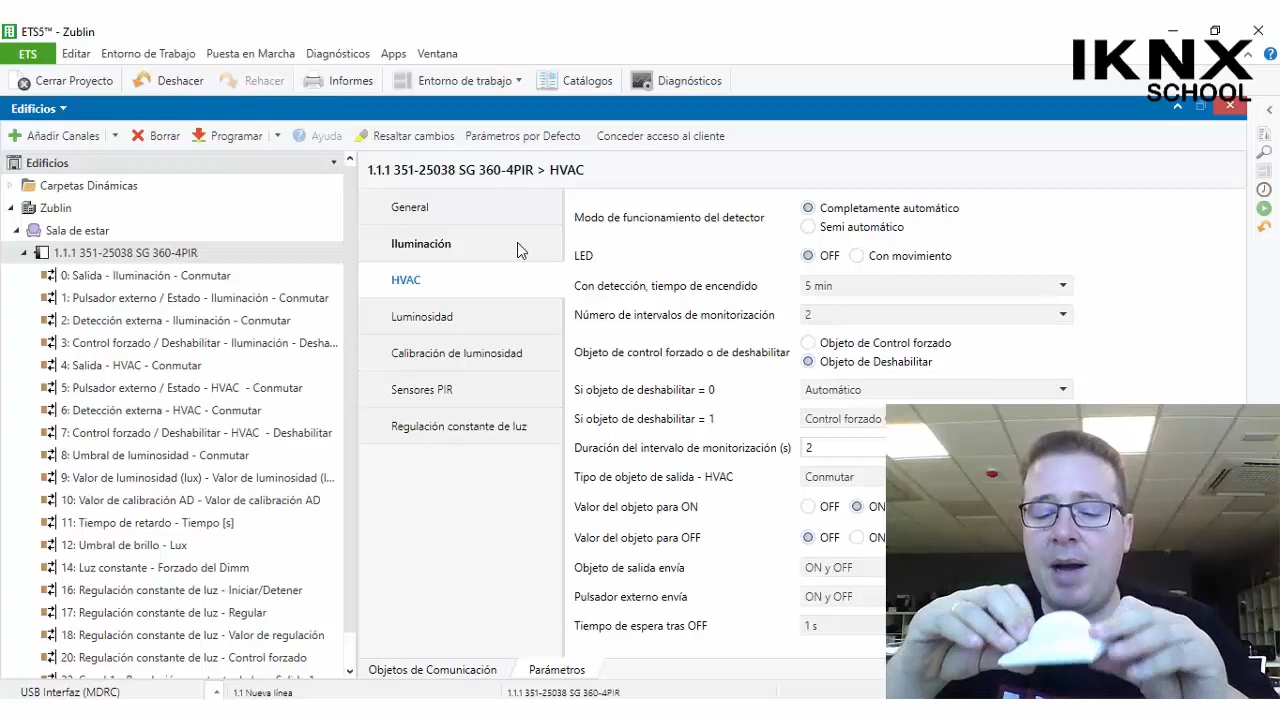 ETS5™ - Zublin
IKNX
SCHOOL
ETS Editar Entorno de Trabajo Puesta en Marcha Diagnósticos Apps Ventana
Cerrar Proyecto Deshacer Rehacer Informes Entorno de trabajo Catálogos Diagnósticos
Edificios
Añadir Canales Borrar Programar Ayuda Resaltar cambios Parámetros por Defecto Conceder acceso al cliente
Edificios
Carpetas Dinámicas
Zublin
Sala de estar
1.1.1 351-25038 SG 360-4PIR
0: Salida - Iluminación - Conmutar
1: Pulsador externo / Estado - Iluminación - Conmutar
2: Detección externa - Iluminación - Conmutar
3: Control forzado / Deshabilitar - Iluminación - Desha...
4: Salida - HVAC - Conmutar
5: Pulsador externo / Estado - HVAC - Conmutar
6: Detección externa - HVAC - Conmutar
7: Control forzado / Deshabilitar - HVAC - Deshabilitar
8: Umbral de luminosidad - Conmutar
9: Valor de luminosidad (lux) - Valor de luminosidad (l...
10: Valor de calibración AD - Valor de calibración AD
11: Tiempo de retardo - Tiempo [s]
12: Umbral de brillo - Lux
14: Luz constante - Forzado del Dimm
16: Regulación constante de luz - Iniciar/Detener
17: Regulación constante de luz - Regular
18: Regulación constante de luz - Valor de regulación
20: Regulación constante de luz - Control forzado
1.1.1 351-25038 SG 360-4PIR > HVAC
General
Iluminación
HVAC
Luminosidad
Calibración de luminosidad
Sensores PIR
Regulación constante de luz
Modo de funcionamiento del detector Completamente automático
Semi automático
LED OFF Con movimiento
Con detección, tiempo de encendido 5 min
Número de intervalos de monitorización 2
Objeto de control forzado o de deshabilitar Objeto de Control forzado
Objeto de Deshabilitar
Si objeto de deshabilitar = 0 Automático
Si objeto de deshabilitar = 1 Control forzado
Duración del intervalo de monitorización (s) 2
Tipo de objeto de salida - HVAC Conmutar
Valor del objeto para ON OFF ON
Valor del objeto para OFF OFF ON
Objeto de salida envía ON y OFF
Pulsador externo envía ON y OFF
Tiempo de espera tras OFF 1 s
Objetos de Comunicación Parámetros
USB Interfaz (MDRC) 1.1 Nueva línea 1.1.1 351-25038 SG 360-4PIR